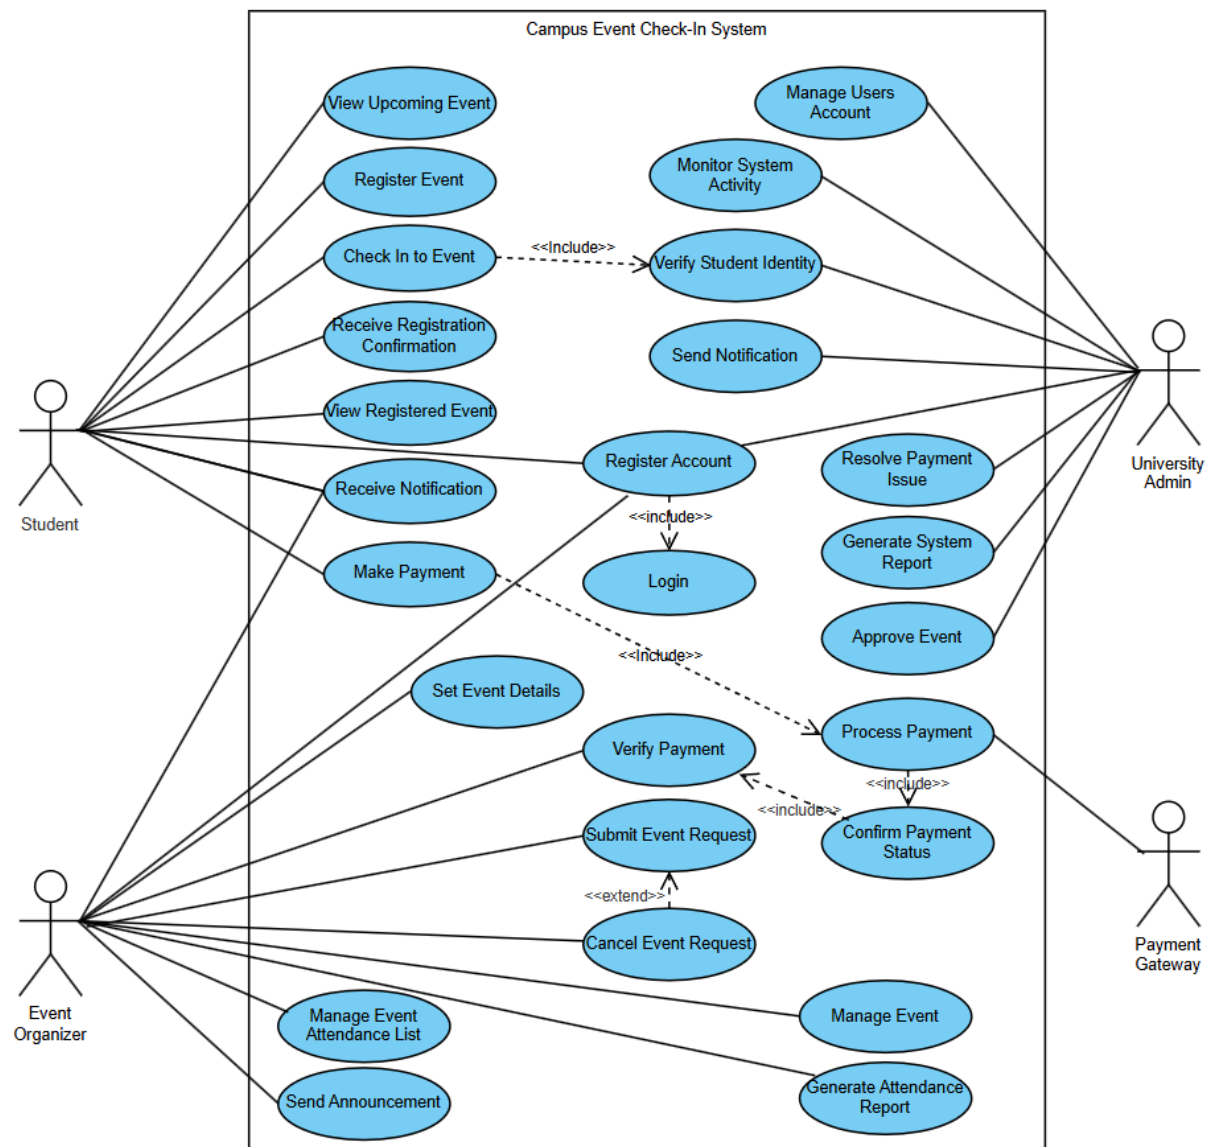 Campus Event Check-In System
View Upcoming Event
Manage Users
Account
Register Event
Monitor System
Activity
Check In to Event
<<Include>>
Verify Student Identity
Receive Registration
Confirmation
Send Notification
View Registered Event
Register Account
Resolve Payment
Issue
University
Admin
Receive Notification
Student
<<include>>
Generate System
Report
Make Payment
Login
Approve Event
<<Include>>
Set Event Details
Verify Payment
Process Payment
<<include>>
<<include>>
Submit Event Request
Confirm Payment
Status
<<extend>>
Cancel Event Request
Payment
Gateway
Event
Organizer
Manage Event
Attendance List
Manage Event
Send Announcement
Generate Attendance
Report